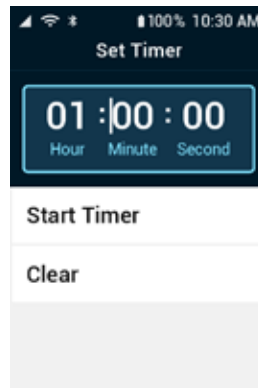 100% 10:30 AM
Set Timer
01 : 00 : 00
Hour Minute Second
Start Timer
Clear